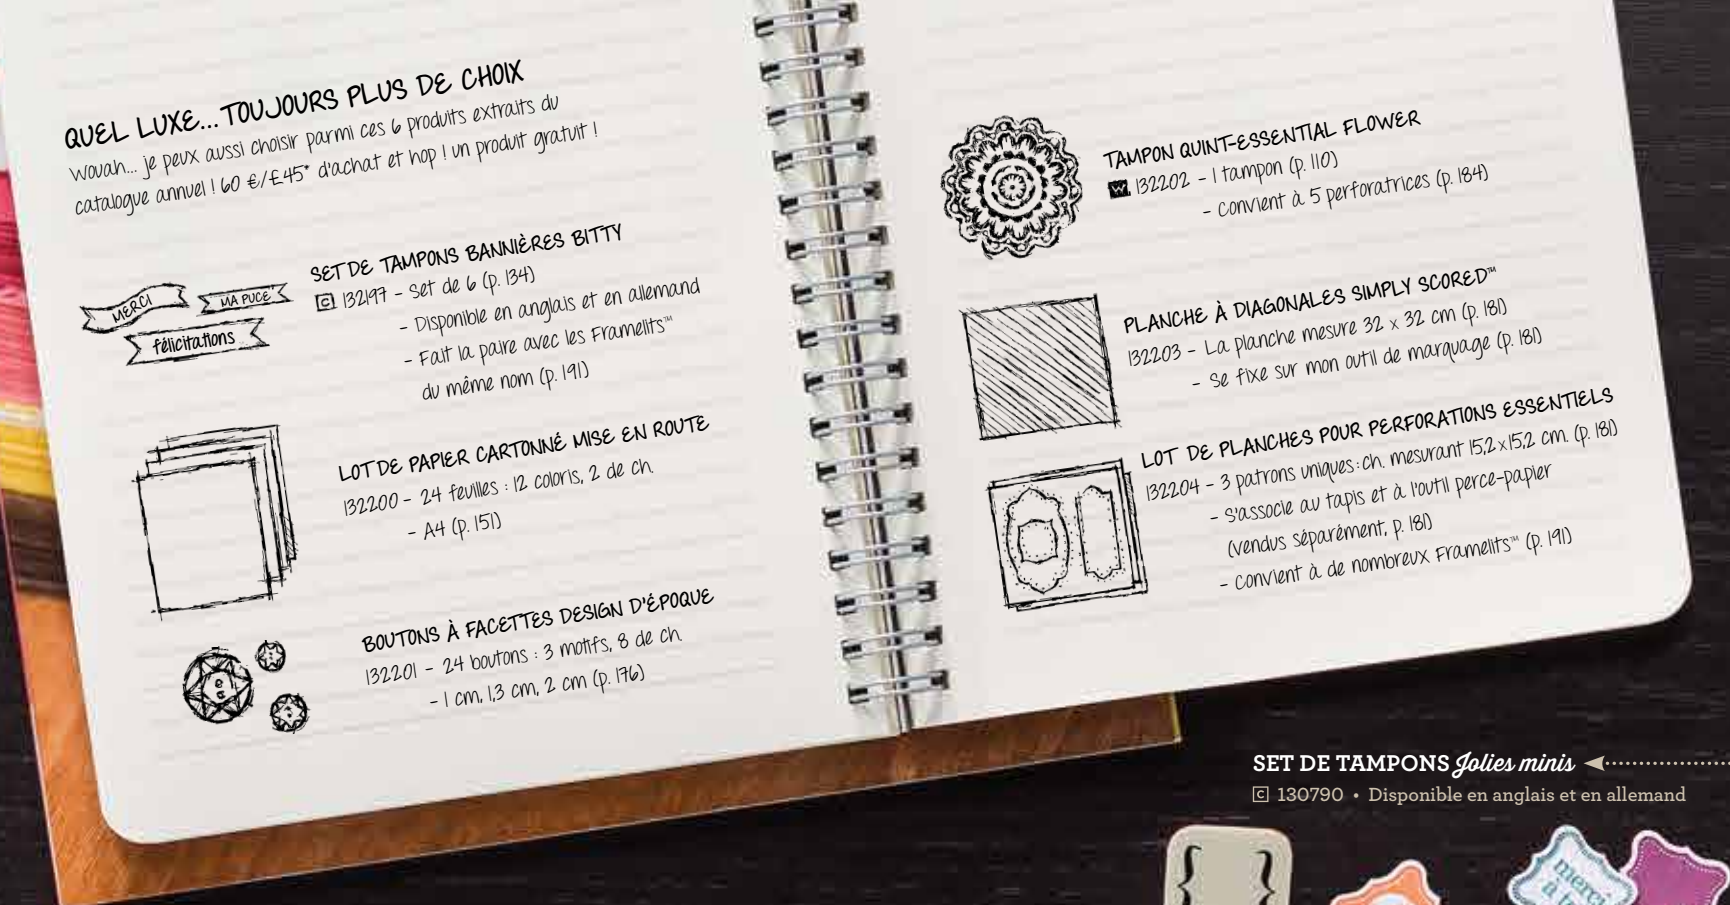 QUEL LUXE... TOUJOURS PLUS DE CHOIX
Wouah... je peux aussi choisir parmi ces 6 produits extraits du
catalogue annuel ! 60 €/£45* d'achat et hop ! un produit gratuit !
MERCI
MA PUCE
félicitations
SET DE TAMPONS BANNIÈRES BITTY
C 132197 - Set de 6 (p. 134)
- Disponible en anglais et en allemand
- Fait la paire avec les Framelits™
du même nom (p. 191)
LOT DE PAPIER CARTONNÉ MISE EN ROUTE
132200 - 24 feuilles : 12 coloris, 2 de ch.
- A4 (p. 151)
BOUTONS À FACETTES DESIGN D'ÉPOQUE
132201 - 24 boutons : 3 motifs, 8 de ch.
- 1 cm, 1,3 cm, 2 cm (p. 176)
TAMPON QUINT-ESSENTIAL FLOWER
W 132202 - 1 tampon (p. 110)
- Convient à 5 perforatrices (p. 184)
PLANCHE À DIAGONALES SIMPLY SCORED™
132203 - La planche mesure 32 x 32 cm (p. 181)
- Se fixe sur mon outil de marquage (p. 181)
LOT DE PLANCHES POUR PERFORATIONS ESSENTIELS
132204 - 3 patrons uniques : ch. mesurant 15,2 x 15,2 cm. (p. 181)
- S'associe au tapis et à l'outil perce-papier
(vendus séparément, p. 181)
- Convient à de nombreux Framelits™ (p. 191)
SET DE TAMPONS Jolies minis
C 130790 • Disponible en anglais et en allemand
merci
à